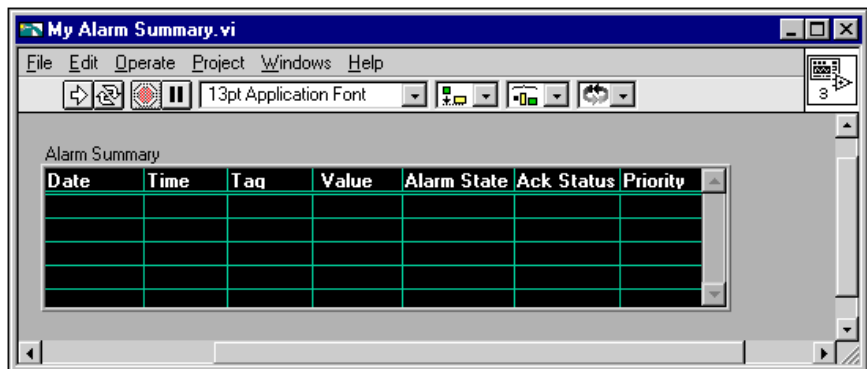 My Alarm Summary.vi
File Edit Operate Project Windows Help
13pt Application Font
3
Alarm Summary
Date Time Tag Value Alarm State Ack Status Priority